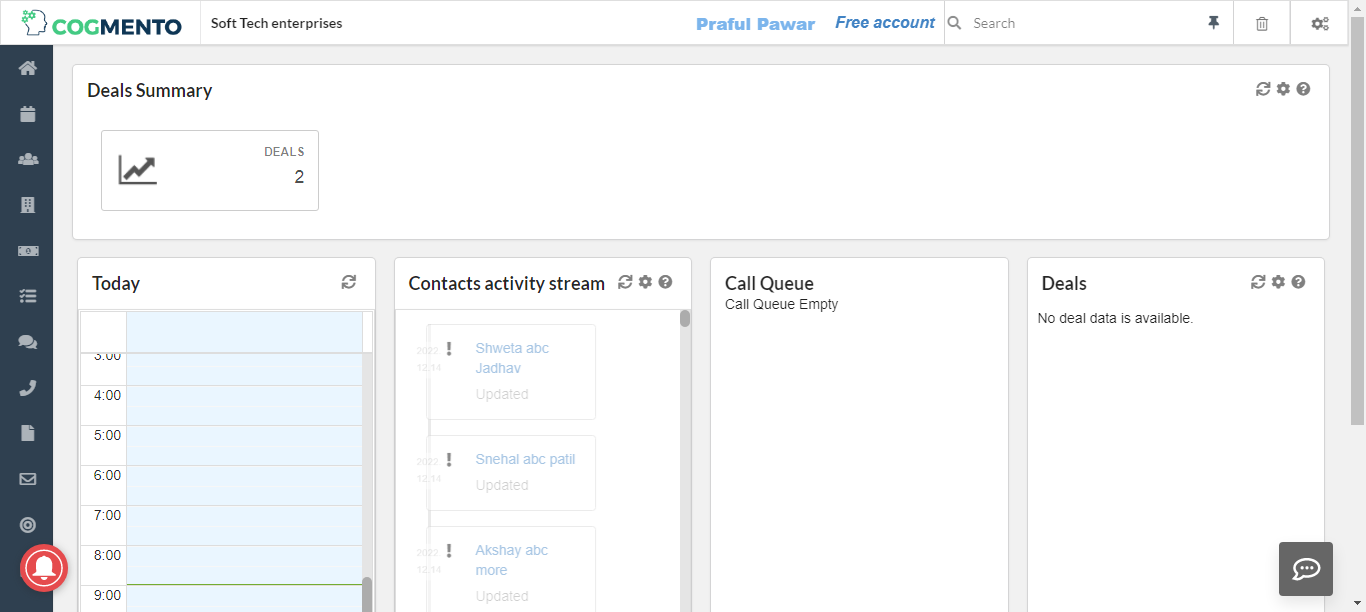 COGMENTO
Soft Tech enterprises
Praful Pawar
Free account
Search
Deals Summary
DEALS
2
Today
3:00
4:00
5:00
6:00
7:00
8:00
9:00
Contacts activity stream
2022
12.14
Shweta abc
Jadhav
Updated
2022
12.14
Snehal abc patil
Updated
2022
12.14
Akshay abc
more
Updated
Call Queue
Call Queue Empty
Deals
No deal data is available.